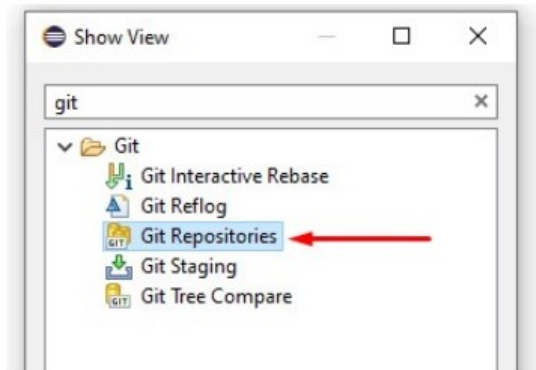 Show View
git
Git
Git Interactive Rebase
Git Reflog
Git Repositories
Git Staging
Git Tree Compare